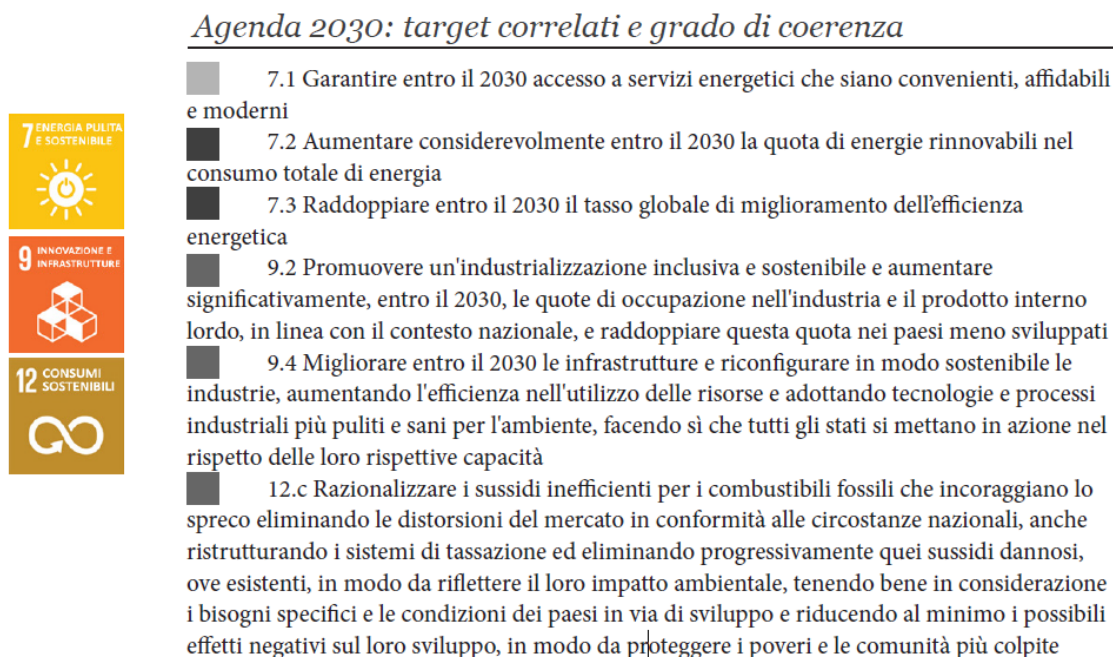 Agenda 2030: target correlati e grado di coerenza
7.1 Garantire entro il 2030 accesso a servizi energetici che siano convenienti, affidabili
e moderni
7.2 Aumentare considerevolmente entro il 2030 la quota di energie rinnovabili nel
consumo totale di energia
7.3 Raddoppiare entro il 2030 il tasso globale di miglioramento dell'efficienza
energetica
9.2 Promuovere un'industrializzazione inclusiva e sostenibile e aumentare
significativamente, entro il 2030, le quote di occupazione nell'industria e il prodotto interno
lordo, in linea con il contesto nazionale, e raddoppiare questa quota nei paesi meno sviluppati
9.4 Migliorare entro il 2030 le infrastrutture e riconfigurare in modo sostenibile le
industrie, aumentando l'efficienza nell'utilizzo delle risorse e adottando tecnologie e processi
industriali più puliti e sani per l'ambiente, facendo sì che tutti gli stati si mettano in azione nel
rispetto delle loro rispettive capacità
12.c Razionalizzare i sussidi inefficienti per i combustibili fossili che incoraggiano lo
spreco eliminando le distorsioni del mercato in conformità alle circostanze nazionali, anche
ristrutturando i sistemi di tassazione ed eliminando progressivamente quei sussidi dannosi,
ove esistenti, in modo da riflettere il loro impatto ambientale, tenendo bene in considerazione
i bisogni specifici e le condizioni dei paesi in via di sviluppo e riducendo al minimo i possibili
effetti negativi sul loro sviluppo, in modo da proteggere i poveri e le comunità più colpite
7 ENERGIA PULITA
E SOSTENIBILE
9 INNOVAZIONE E
INFRASTRUTTURE
12 CONSUMI
SOSTENIBILI